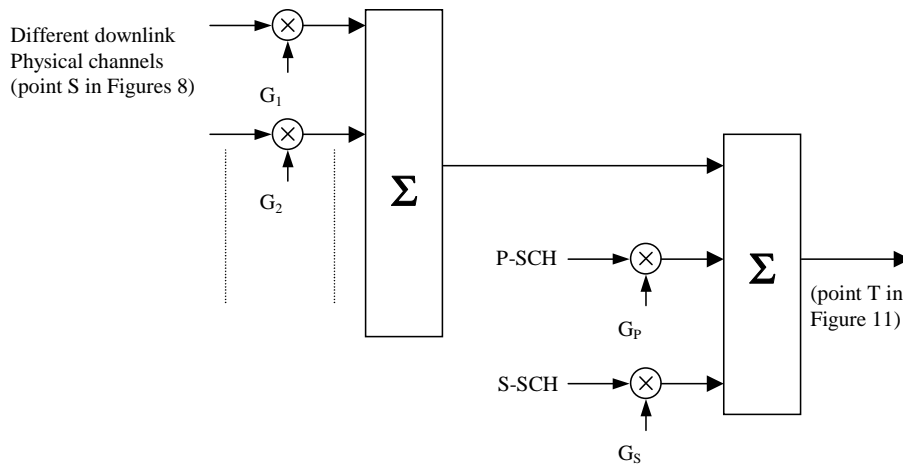 Different downlink
Physical channels
(point S in Figures 8)
G1
G2
Σ
P-SCH
GP
Σ
(point T in
Figure 11)
S-SCH
GS